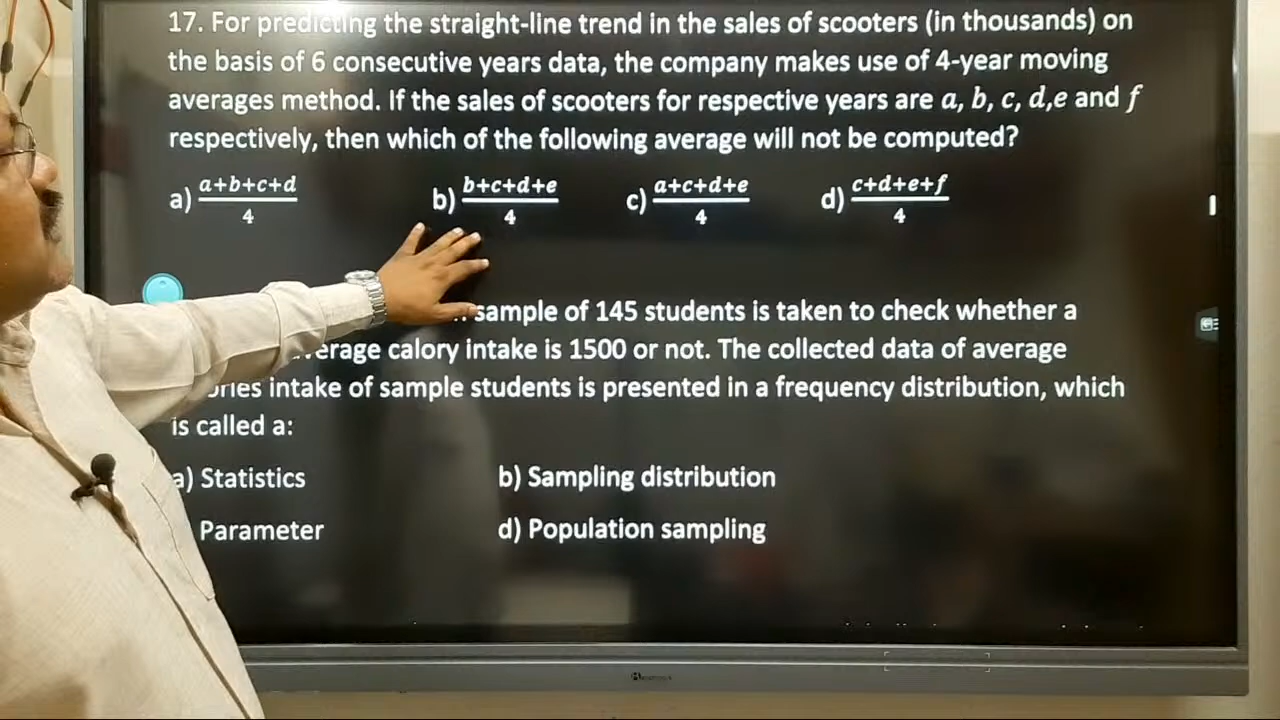 17. For predicting the straight-line trend in the sales of scooters (in thousands) on
the basis of 6 consecutive years data, the company makes use of 4-year moving
averages method. If the sales of scooters for respective years are a, b, c, d,e and f
respectively, then which of the following average will not be computed?
a) a+b+c+d/4 b) b+c+d+e/4 c) a+c+d+e/4 d) c+d+e+f/4
sample of 145 students is taken to check whether a
calory intake is 1500 or not. The collected data of average
intake of sample students is presented in a frequency distribution, which
is called a:
a) Statistics b) Sampling distribution
Parameter d) Population sampling